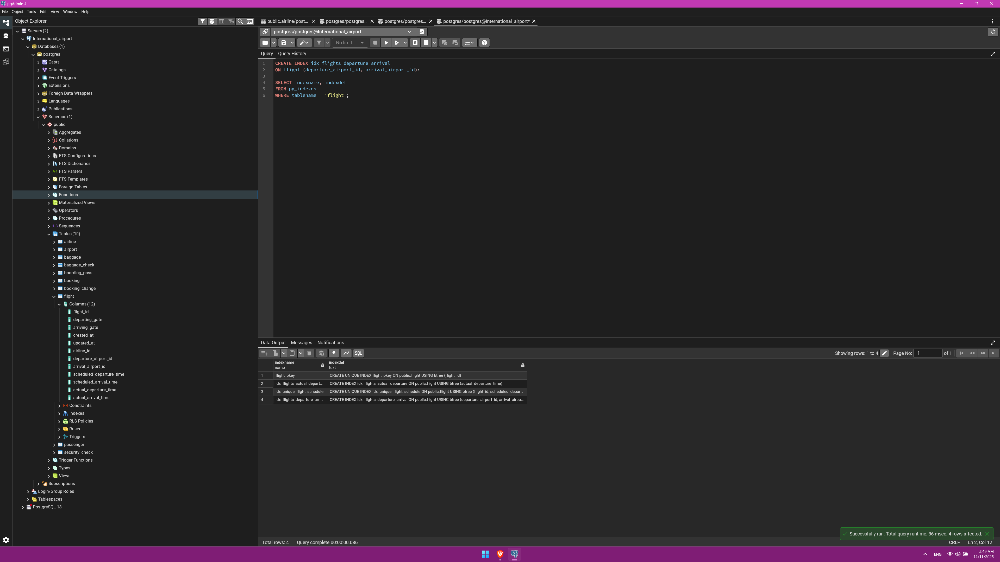 pgAdmin 4
File Object Tools Edit View Window Help
Object Explorer
Servers (2)
International_airport
Databases (1)
postgres
Casts
Catalogs
Event Triggers
Extensions
Foreign Data Wrappers
Languages
Publications
Schemas (1)
public
Aggregates
Collations
Domains
FTS Configurations
FTS Dictionaries
Aa FTS Parsers
FTS Templates
Foreign Tables
Functions
Materialized Views
Operators
Procedures
1..3 Sequences
Tables (10)
airline
airport
baggage
baggage_check
boarding_pass
booking
booking_change
flight
Columns (12)
flight_id
departing_gate
arriving_gate
created_at
updated_at
airline_id
departure_airport_id
arrival_airport_id
scheduled_departure_time
scheduled_arrival_time
actual_departure_time
actual_arrival_time
Constraints
Indexes
RLS Policies
Rules
Triggers
passenger
security_check
Trigger Functions
Types
Views
Subscriptions
Login/Group Roles
Tablespaces
PostgreSQL 18
public.airline/post... postgres/postgres... postgres/postgres... postgres/postgres@International_airport*
postgres/postgres@International_airport
No limit E
Query Query History
1 CREATE INDEX idx_flights_departure_arrival
2 ON flight (departure_airport_id, arrival_airport_id);
3
4 SELECT indexname, indexdef
5 FROM pg_indexes
6 WHERE tablename = 'flight';
Data Output Messages Notifications
SQL Showing rows: 1 to 4 Page No: 1 of 1
indexname indexdef
name text
1 flight_pkey CREATE UNIQUE INDEX flight_pkey ON public.flight USING btree (flight_id)
2 idx_flights_actual_depart... CREATE INDEX idx_flights_actual_departure ON public.flight USING btree (actual_departure_time)
3 idx_unique_flight_schedule CREATE UNIQUE INDEX idx_unique_flight_schedule ON public.flight USING btree (flight_id, scheduled_depar...
4 idx_flights_departure_arri... CREATE INDEX idx_flights_departure_arrival ON public.flight USING btree (departure_airport_id, arrival_airpo...
Successfully run. Total query runtime: 86 msec. 4 rows affected.
Total rows: 4 Query complete 00:00:00.086 CRLF Ln 2, Col 12
ENG 5:49 AM
11/11/2025